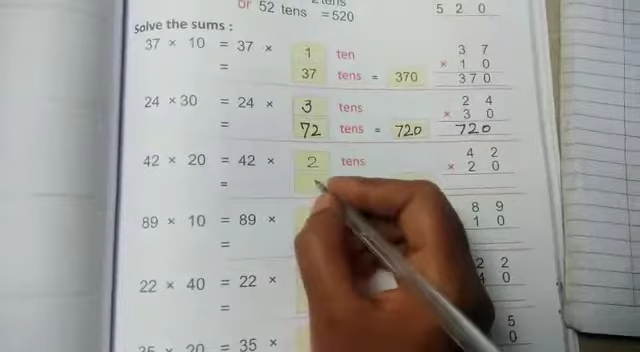 or 52 tens = 520
5 2 0
Solve the sums :
37 × 10 = 37 × 1 ten
= 37 tens = 370
3 7
× 1 0
3 7 0
24 × 30 = 24 × 3 tens
= 72 tens = 720
2 4
× 3 0
7 2 0
42 × 20 = 42 × 2 tens
=
4 2
× 2 0
89 × 10 = 89 ×
=
8 9
1 0
22 × 40 = 22 ×
=
2 2
4 0
35 × 20 = 35 ×
5
0